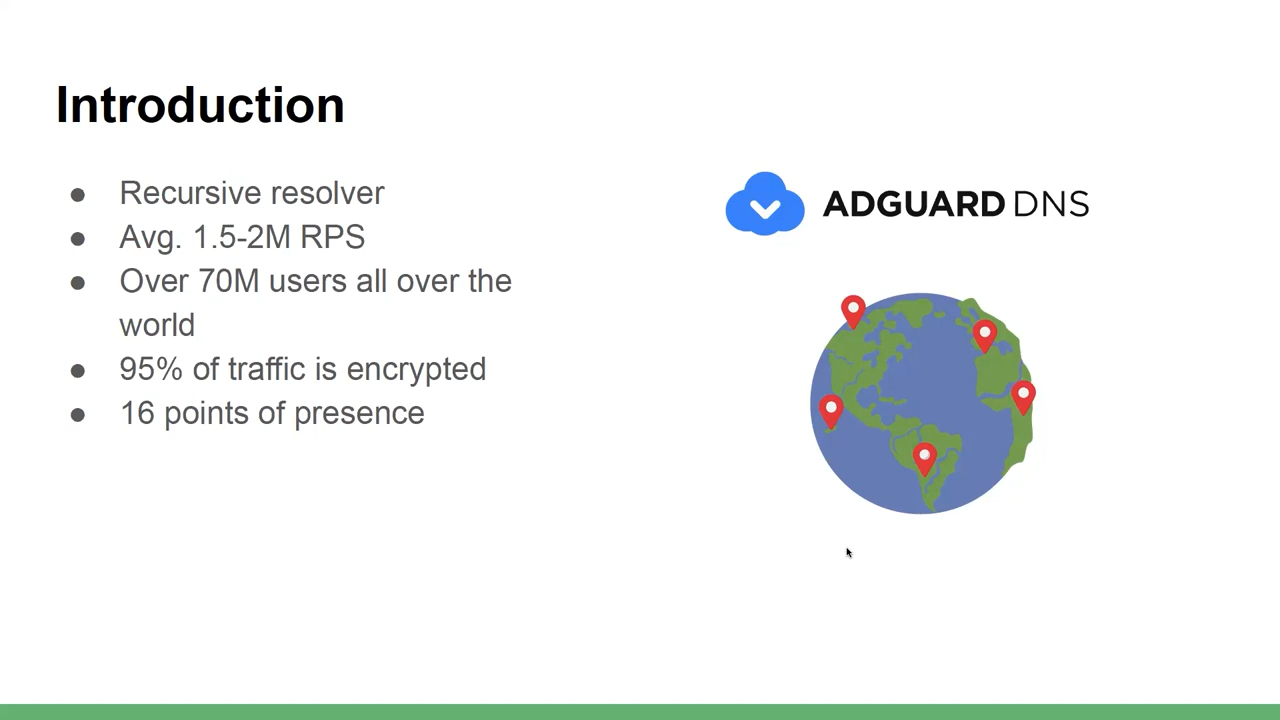 Introduction
● Recursive resolver
● Avg. 1.5-2M RPS
● Over 70M users all over the
world
● 95% of traffic is encrypted
● 16 points of presence
ADGUARD DNS